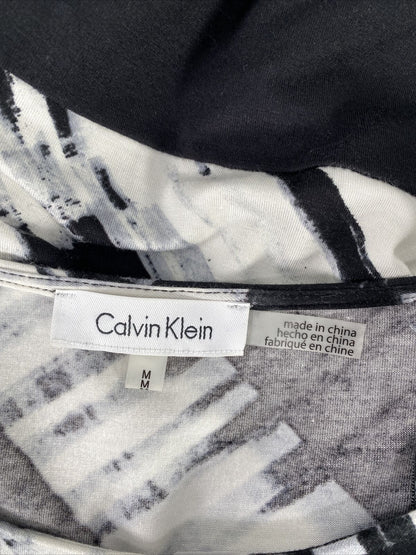 Calvin Klein
made in china
hecho en china
fabriqué en chine
M
M